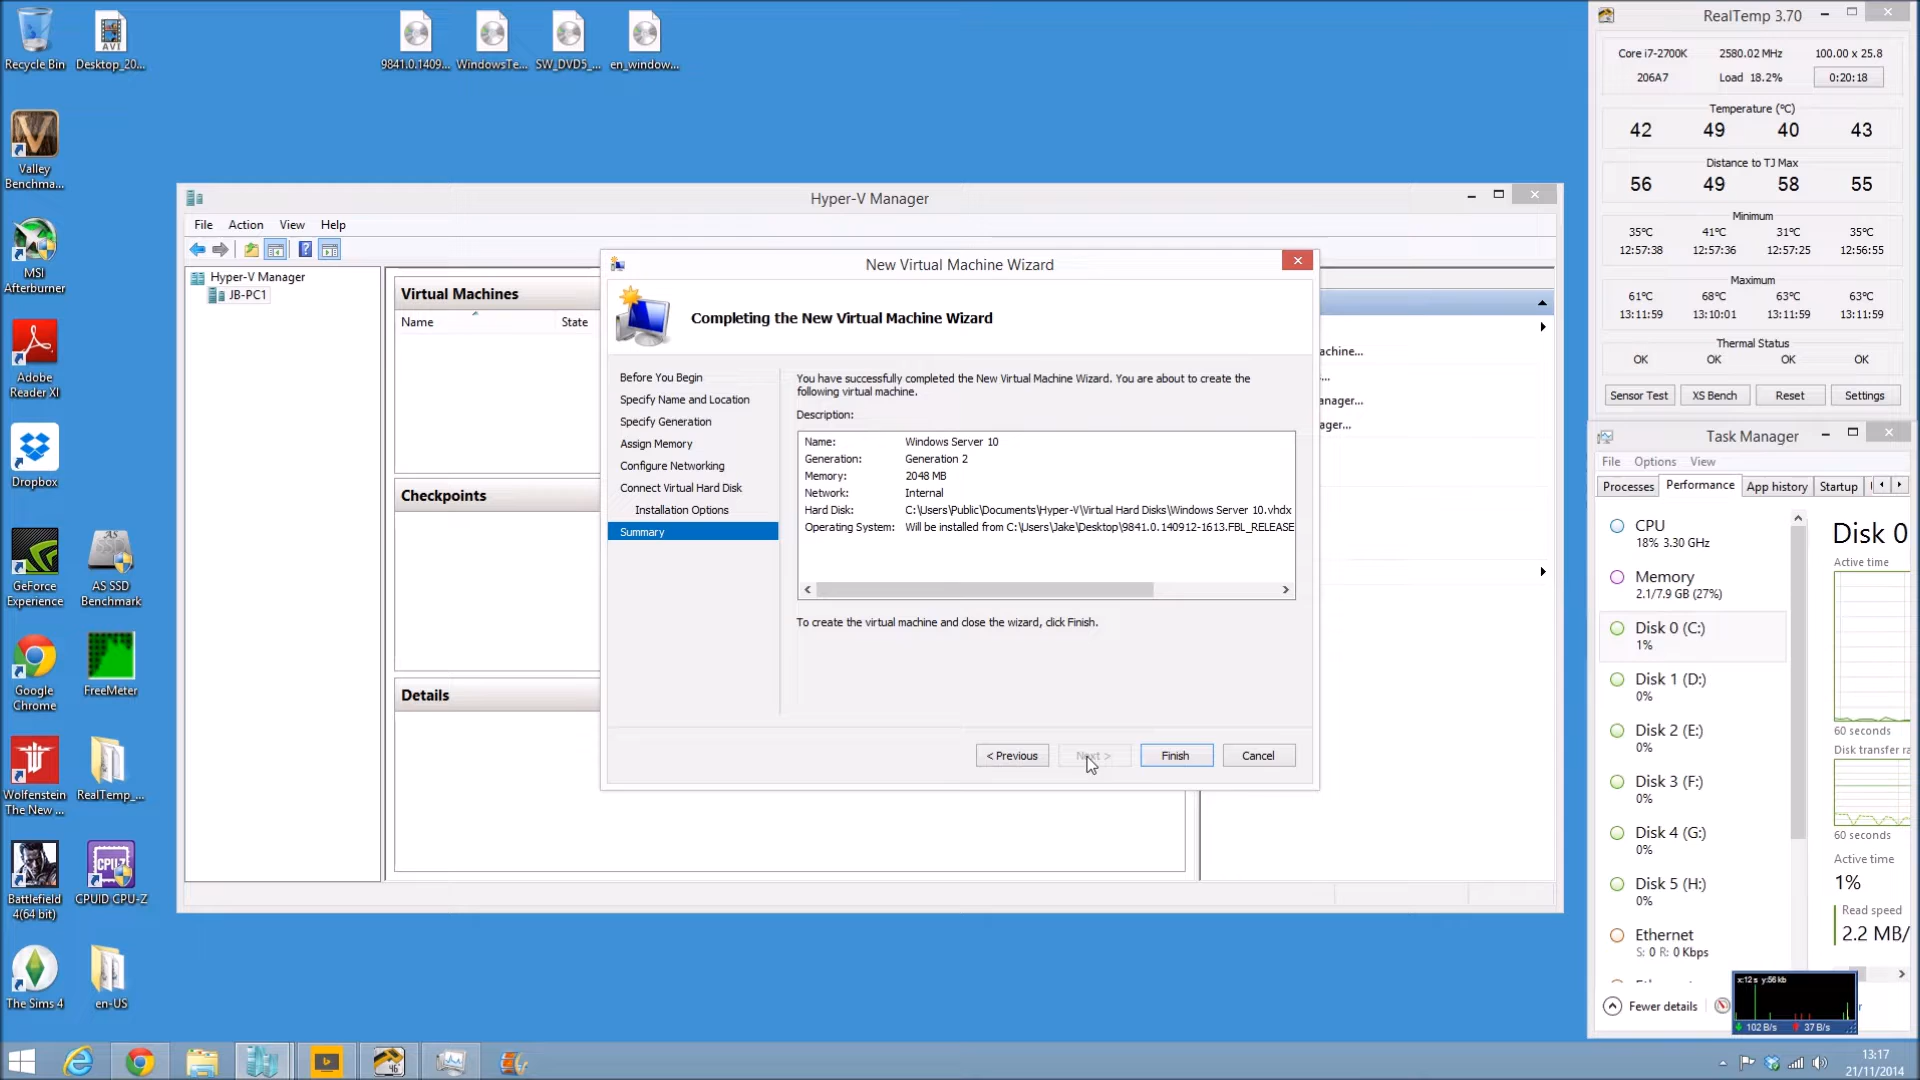 Recycle Bin
Desktop_20...
9841.0.1409...
WindowsTe...
SW_DVD5_...
en_window...
Valley
Benchma...
MSI
Afterburner
Adobe
Reader XI
Dropbox
GeForce
Experience
AS SSD
Benchmark
Google
Chrome
FreeMeter
Wolfenstein
The New ...
RealTemp_...
Battlefield
4(64 bit)
CPUID CPU-Z
The Sims 4
en-US
Hyper-V Manager
File Action View Help
Hyper-V Manager
JB-PC1
Virtual Machines
Name State
Checkpoints
Details
achine...
...
anager...
ager...
New Virtual Machine Wizard
Completing the New Virtual Machine Wizard
Before You Begin
Specify Name and Location
Specify Generation
Assign Memory
Configure Networking
Connect Virtual Hard Disk
Installation Options
Summary
You have successfully completed the New Virtual Machine Wizard. You are about to create the
following virtual machine.
Description:
Name: Windows Server 10
Generation: Generation 2
Memory: 2048 MB
Network: Internal
Hard Disk: C:\Users\Public\Documents\Hyper-V\Virtual Hard Disks\Windows Server 10.vhdx
Operating System: Will be installed from C:\Users\Jake\Desktop\9841.0.140912-1613.FBL_RELEASE
To create the virtual machine and close the wizard, click Finish.
< Previous Next > Finish Cancel
RealTemp 3.70
Core i7-2700K 2580.02 MHz 100.00 x 25.8
206A7 Load 18.2% 0:20:18
Temperature (°C)
42 49 40 43
Distance to TJ Max
56 49 58 55
Minimum
35°C 41°C 31°C 35°C
12:57:38 12:57:36 12:57:25 12:56:55
Maximum
61°C 68°C 63°C 63°C
13:11:59 13:10:01 13:11:59 13:11:59
Thermal Status
OK OK OK OK
Sensor Test XS Bench Reset Settings
Task Manager
File Options View
Processes Performance App history Startup
CPU
18% 3.30 GHz
Memory
2.1/7.9 GB (27%)
Disk 0 (C:)
1%
Disk 1 (D:)
0%
Disk 2 (E:)
0%
Disk 3 (F:)
0%
Disk 4 (G:)
0%
Disk 5 (H:)
0%
Ethernet
S: 0 R: 0 Kbps
Disk 0
Active time
60 seconds
Disk transfer ra
60 seconds
Active time
1%
Read speed
2.2 MB/
Fewer details
x:12 s y:56 kb
102 B/s 37 B/s
13:17
21/11/2014